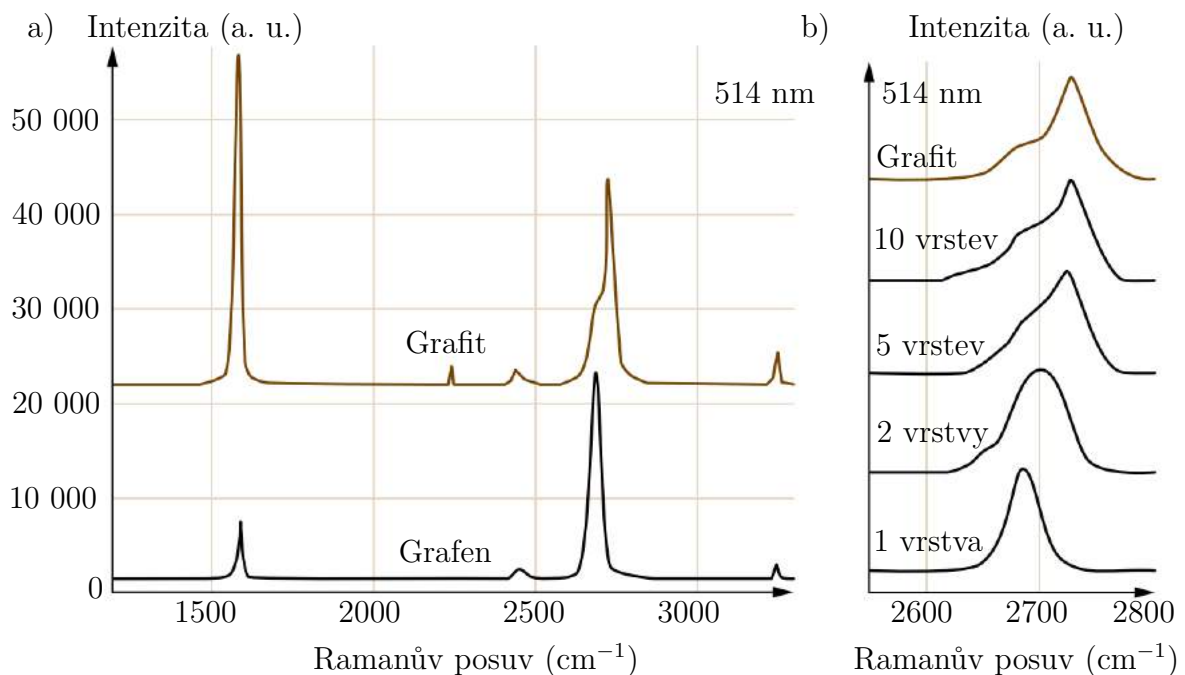 a) Intenzita (a. u.)
514 nm
50 000
40 000
30 000
20 000
10 000
0
Grafit
Grafen
1500 2000 2500 3000
Ramanův posuv (cm⁻¹)
b) Intenzita (a. u.)
514 nm
Grafit
10 vrstev
5 vrstev
2 vrstvy
1 vrstva
2600 2700 2800
Ramanův posuv (cm⁻¹)